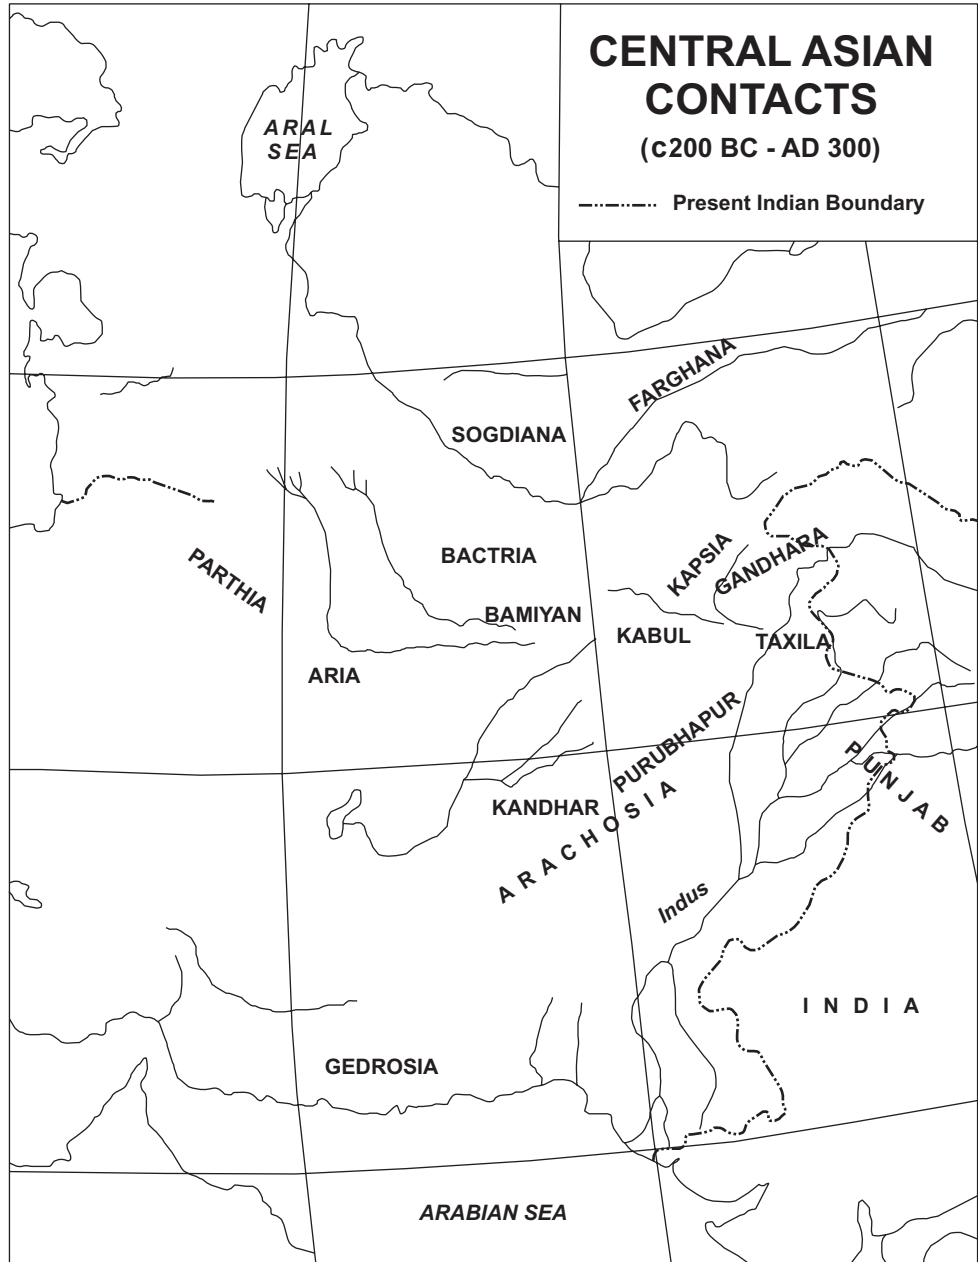 CENTRAL ASIAN
CONTACTS
(c200 BC - AD 300)
Present Indian Boundary
ARAL
SEA
FARGHANA
SOGDIANA
BACTRIA
KAPSIA
GANDHARA
PARTHIA
BAMIYAN
KABUL
TAXILA
ARIA
PURUBHAPUR
PUNJAB
KANDHAR
ARACHOSIA
Indus
INDIA
GEDROSIA
ARABIAN SEA